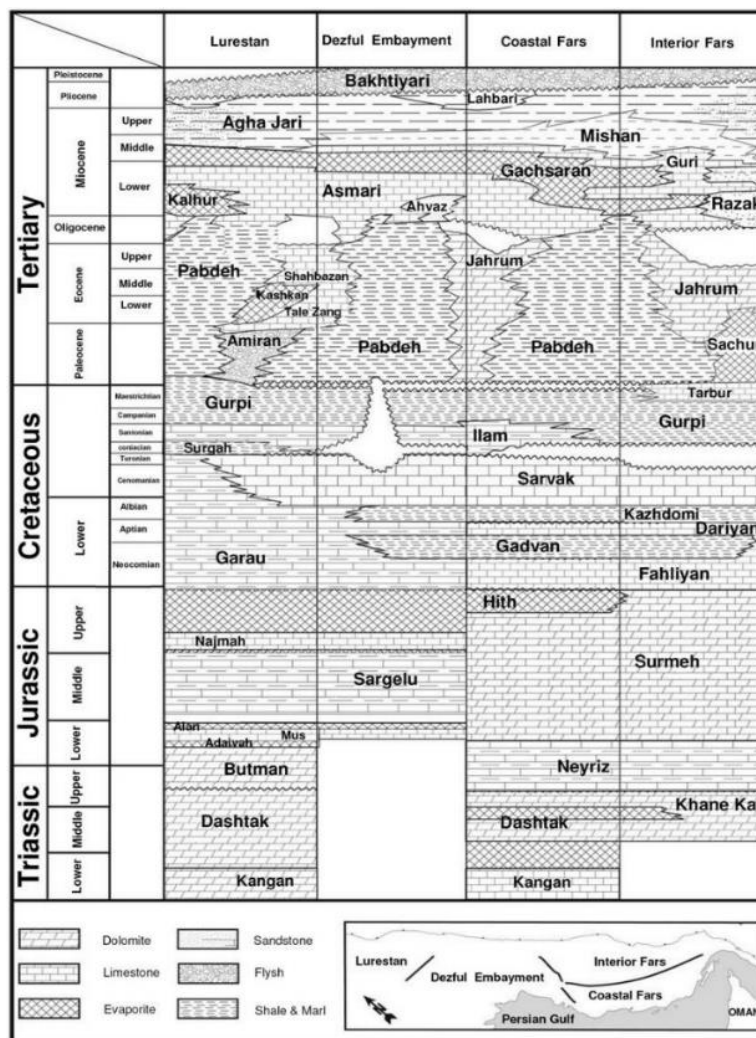 Lurestan Dezful Embayment Coastal Fars Interior Fars
Tertiary
Pleistocene
Pliocene
Miocene
Upper
Middle
Lower
Oligocene
Eocene
Upper
Middle
Lower
Paleocene
Bakhtiyari
Lahbari
Agha Jari
Mishan
Gachsaran
Guri
Asmari
Kalhur
Ahvaz
Razak
Pabdeh
Shahbazan
Jahrum
Kashkan
Jahrum
Tale Zang
Amiran
Pabdeh
Pabdeh
Sachu
Cretaceous
Maestrichtian
Campanian
Santonian
coniacian
Turonian
Cenomanian
Lower
Albian
Aptian
Neocomian
Gurpi
Tarbur
Gurpi
Ilam
Surgah
Sarvak
Kazhdomi
Dariyan
Garau
Gadvan
Fahliyan
Jurassic
Upper
Middle
Lower
Hith
Najmah
Surmeh
Sargelu
Alan
Mus
Adaiyah
Triassic
Upper
Middle
Lower
Butman
Neyriz
Khane Ka
Dashtak
Dashtak
Kangan
Kangan
Dolomite
Sandstone
Limestone
Flysh
Evaporite
Shale & Marl
Lurestan
Interior Fars
Dezful Embayment
Coastal Fars
Persian Gulf
OMAN